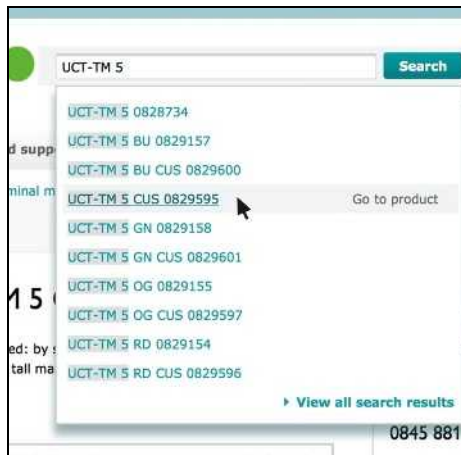 UCT-TM 5
Search
UCT-TM 5 0828734
UCT-TM 5 BU 0829157
UCT-TM 5 BU CUS 0829600
UCT-TM 5 CUS 0829595 Go to product
UCT-TM 5 GN 0829158
UCT-TM 5 GN CUS 0829601
UCT-TM 5 OG 0829155
UCT-TM 5 OG CUS 0829597
UCT-TM 5 RD 0829154
UCT-TM 5 RD CUS 0829596
View all search results
d supp
minal m
1 5
ed: by s
tall ma
0845 881